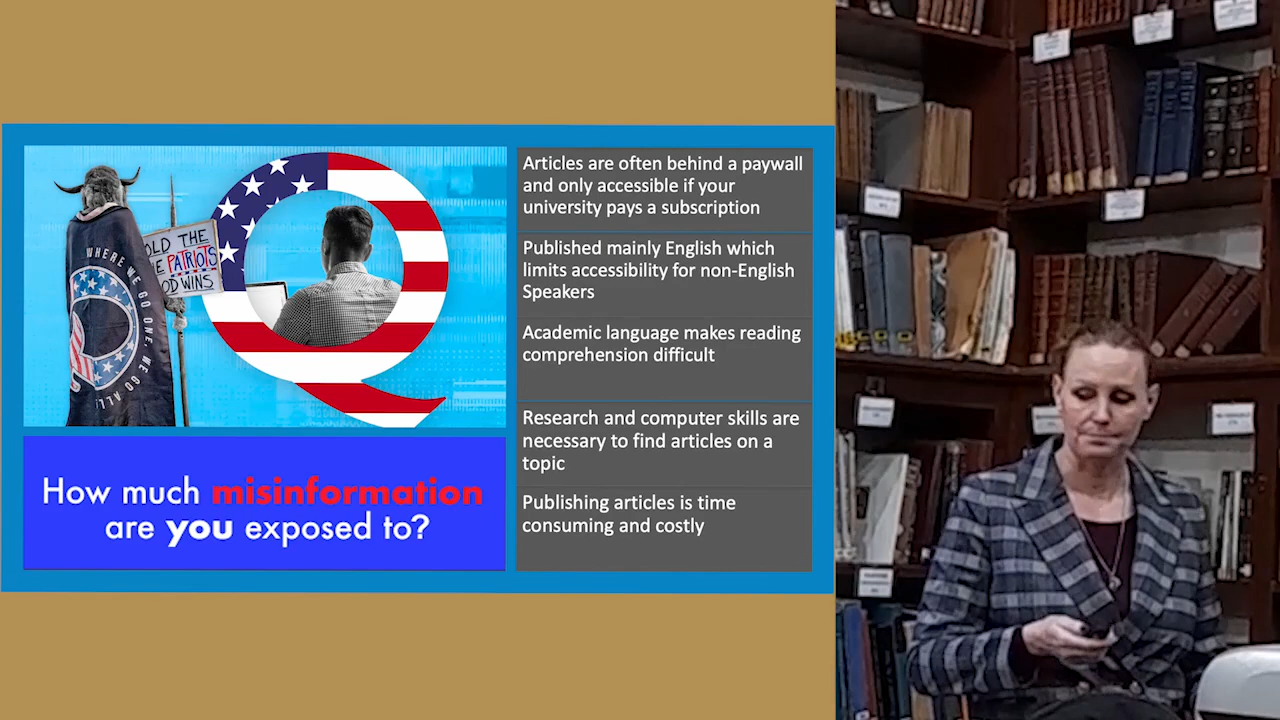 WHERE WE GO ONE, WE GO ALL!
OLD THE
E PATRIOTS
OD WINS
How much misinformation
are you exposed to?
Articles are often behind a paywall
and only accessible if your
university pays a subscription
Published mainly English which
limits accessibility for non-English
Speakers
Academic language makes reading
comprehension difficult
Research and computer skills are
necessary to find articles on a
topic
Publishing articles is time
consuming and costly